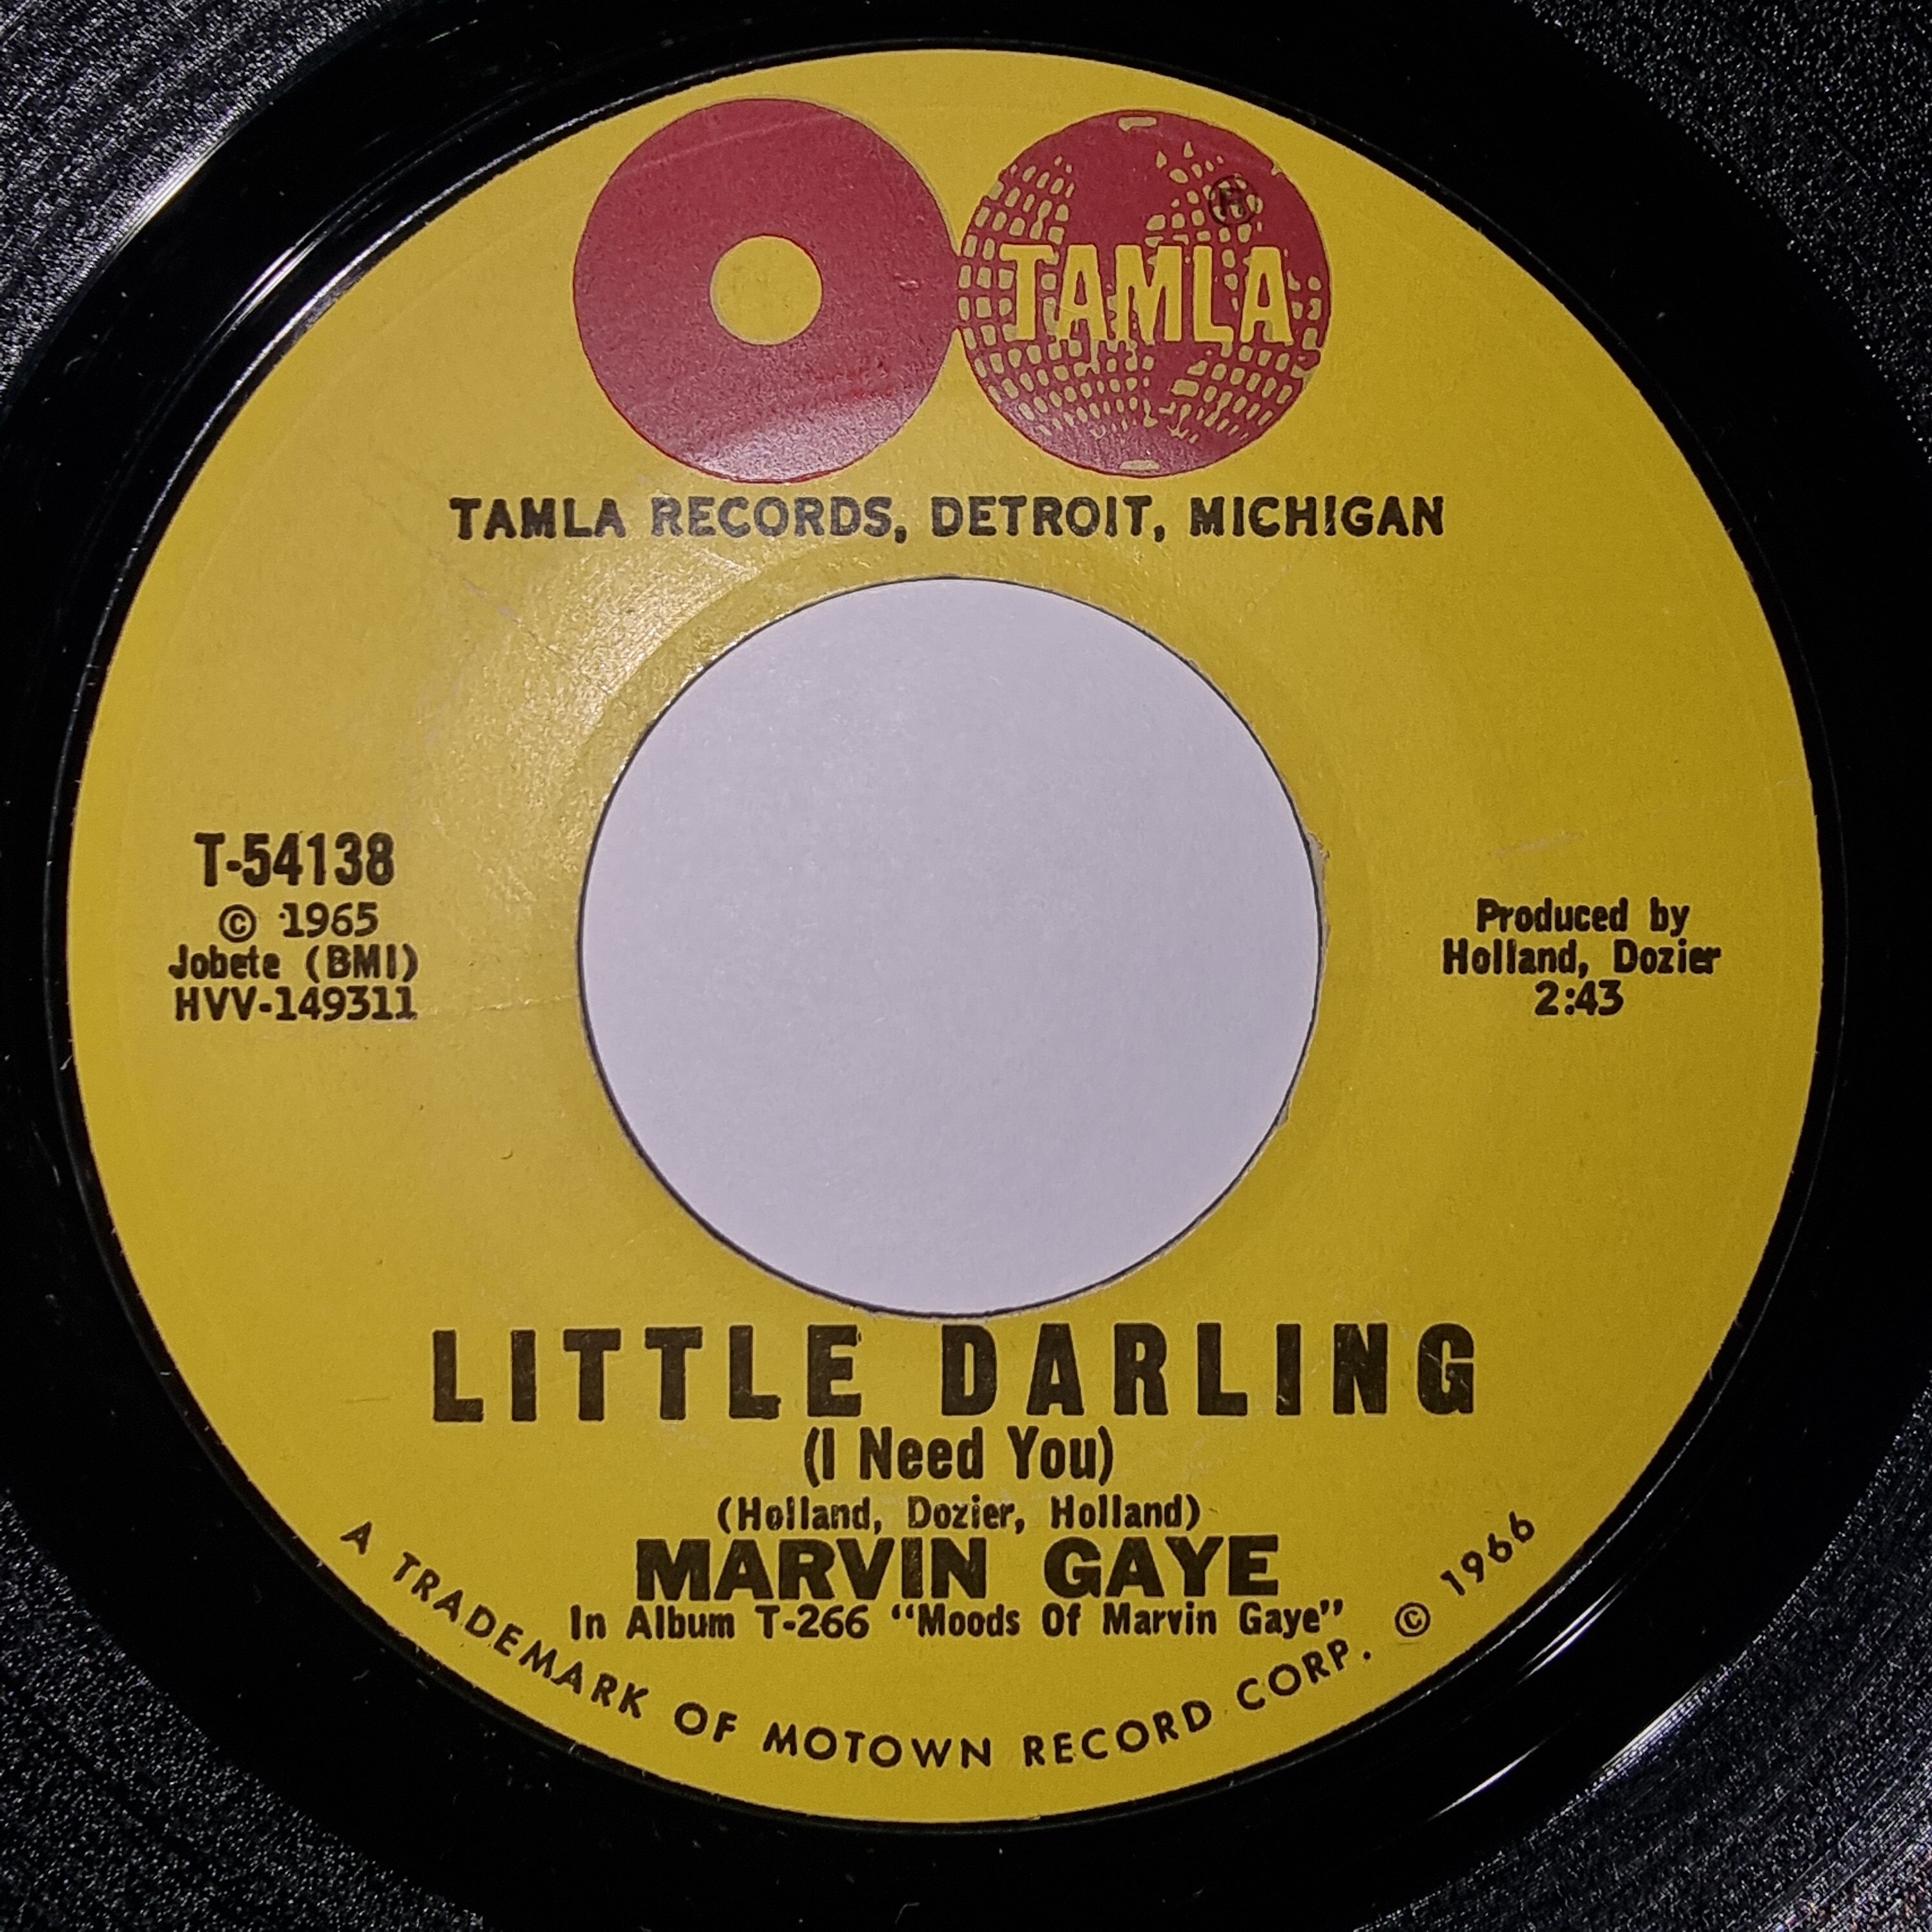 TAMLA
®
TAMLA RECORDS, DETROIT, MICHIGAN
T-54138
© 1965
Jobete (BMI)
HVV-149311
Produced by
Holland, Dozier
2:43
LITTLE DARLING
(I Need You)
(Holland, Dozier, Holland)
MARVIN GAYE
In Album T-266 “Moods Of Marvin Gaye”
A TRADEMARK OF MOTOWN RECORD CORP. © 1966